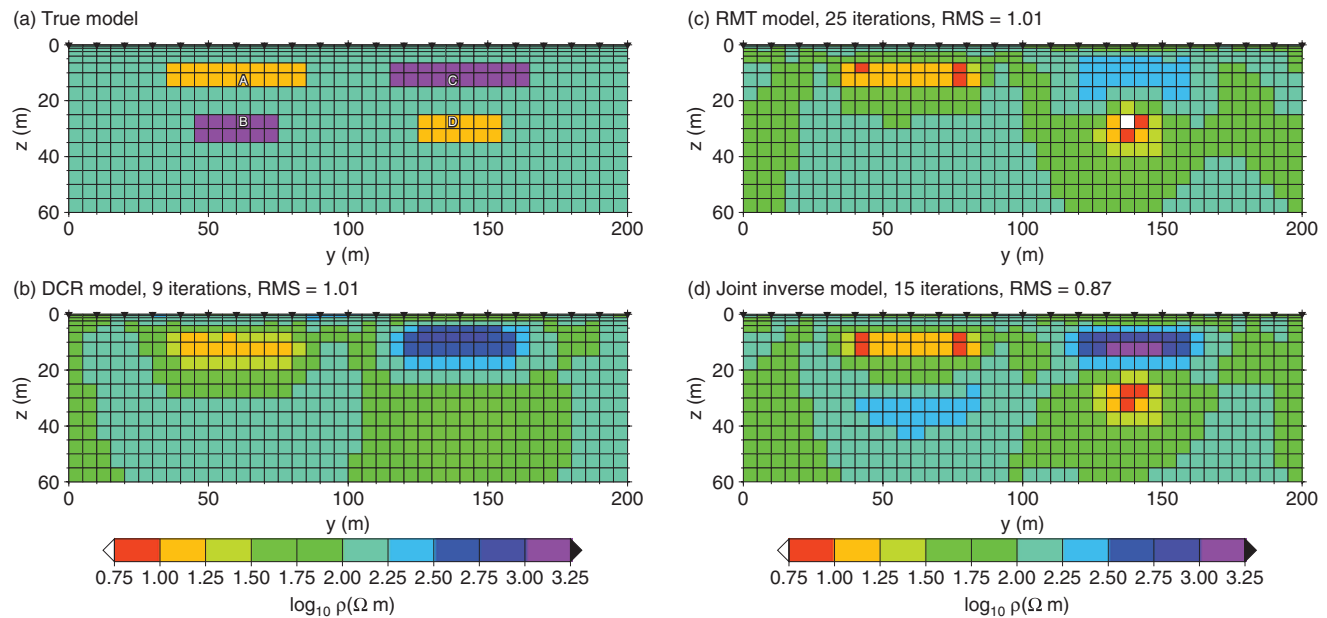 (a) True model
0
20
40
60
z (m)
A
C
B
D
0 50 100 150 200
y (m)
(b) DCR model, 9 iterations, RMS = 1.01
0
20
40
60
z (m)
0 50 100 150 200
y (m)
0.75 1.00 1.25 1.50 1.75 2.00 2.25 2.50 2.75 3.00 3.25
log10 ρ(Ω m)
(c) RMT model, 25 iterations, RMS = 1.01
0
20
40
60
z (m)
0 50 100 150 200
y (m)
(d) Joint inverse model, 15 iterations, RMS = 0.87
0
20
40
60
z (m)
0 50 100 150 200
y (m)
0.75 1.00 1.25 1.50 1.75 2.00 2.25 2.50 2.75 3.00 3.25
log10 ρ(Ω m)